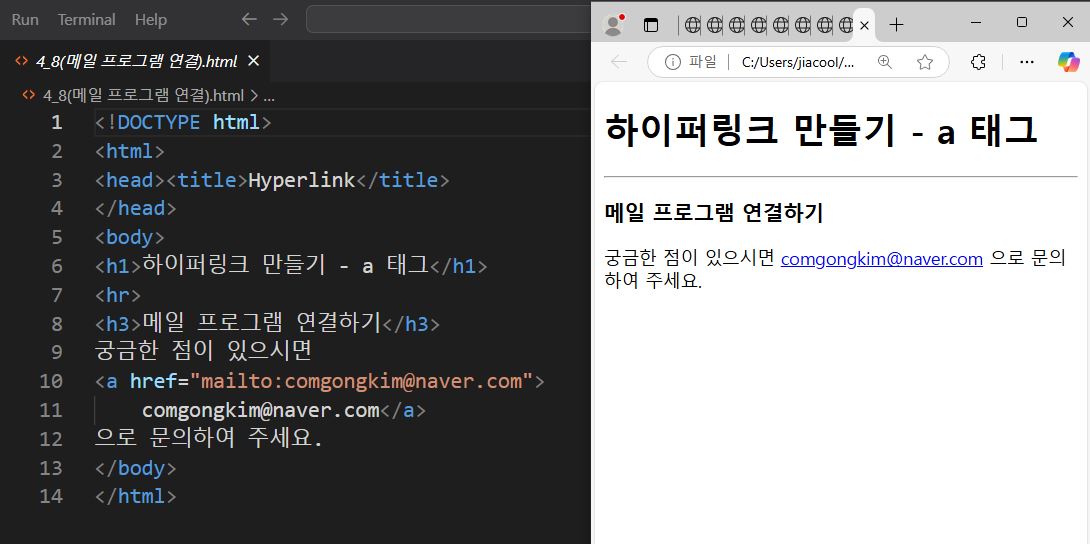 Run Terminal Help
4_8(메일 프로그램 연결).html
4_8(메일 프로그램 연결).html > ...
1 <!DOCTYPE html>
2 <html>
3 <head><title>Hyperlink</title>
4 </head>
5 <body>
6 <h1>하이퍼링크 만들기 - a 태그</h1>
7 <hr>
8 <h3>메일 프로그램 연결하기</h3>
9 궁금한 점이 있으시면
10 <a href="mailto:comgongkim@naver.com">
11     comgongkim@naver.com</a>
12 으로 문의하여 주세요.
13 </body>
14 </html>
파일 C:/Users/jiacool/...
하이퍼링크 만들기 - a 태그
메일 프로그램 연결하기
궁금한 점이 있으시면 comgongkim@naver.com 으로 문의
하여 주세요.